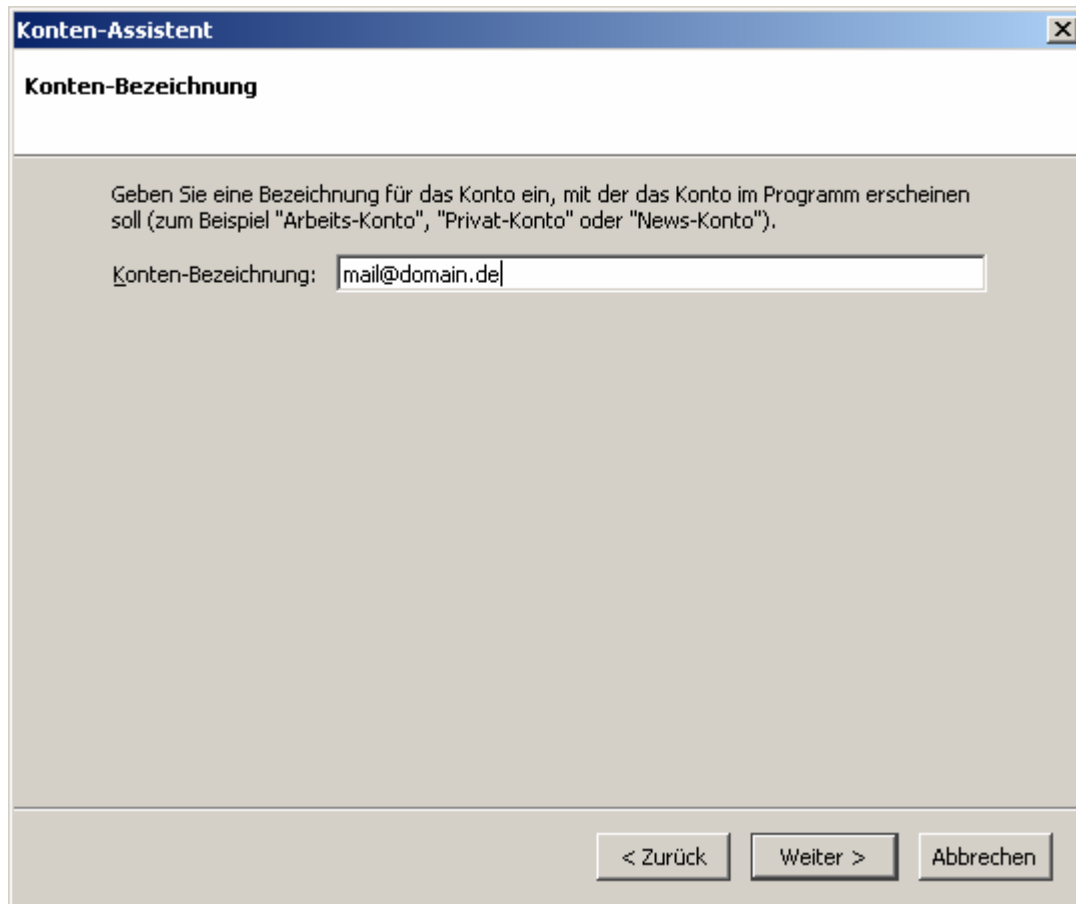 Konten-Assistent
Konten-Bezeichnung
Geben Sie eine Bezeichnung für das Konto ein, mit der das Konto im Programm erscheinen
soll (zum Beispiel "Arbeits-Konto", "Privat-Konto" oder "News-Konto").
Konten-Bezeichnung: mail@domain.de
< Zurück Weiter > Abbrechen